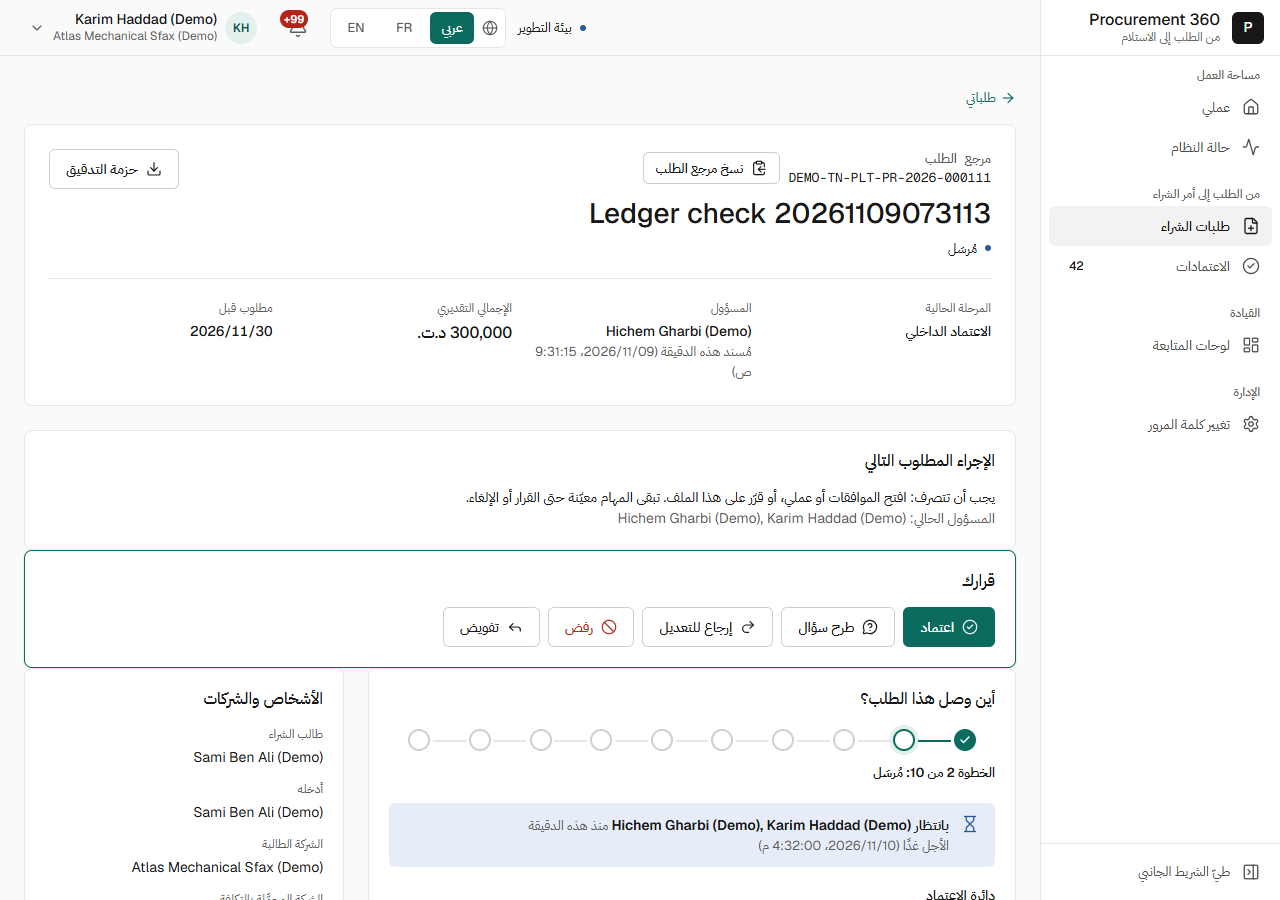 P
Procurement 360
من الطلب إلى الاستلام
بيئة التطوير
عربي
FR
EN
+99
KH
Karim Haddad (Demo)
Atlas Mechanical Sfax (Demo)
مساحة العمل
عملي
حالة النظام
من الطلب إلى أمر الشراء
طلبات الشراء
الاعتمادات
42
القيادة
لوحات المتابعة
الإدارة
تغيير كلمة المرور
طيّ الشريط الجانبي
طلباتي
مرجع الطلب
DEMO-TN-PLT-PR-2026-000111
نسخ مرجع الطلب
حزمة التدقيق
Ledger check 20261109073113
مُرسَل
المرحلة الحالية
الاعتماد الداخلي
المسؤول
Hichem Gharbi (Demo)
مُسند هذه الدقيقة (2026/11/09، 9:31:15
ص)
الإجمالي التقديري
300,000 د.ت.
مطلوب قبل
2026/11/30
الإجراء المطلوب التالي
يجب أن تتصرف: افتح الموافقات أو عملي، أو قرّر على هذا الملف. تبقى المهام معيّنة حتى القرار أو الإلغاء.
المسؤول الحالي: Hichem Gharbi (Demo), Karim Haddad (Demo)
قرارك
اعتماد
طرح سؤال
إرجاع للتعديل
رفض
تفويض
أين وصل هذا الطلب؟
الخطوة 2 من 10: مُرسَل
بانتظار Hichem Gharbi (Demo), Karim Haddad (Demo) منذ هذه الدقيقة
الأجل غدًا (2026/11/10، 4:32:00 م)
دائرة الاعتماد
الأشخاص والشركات
طالب الشراء
Sami Ben Ali (Demo)
أدخله
Sami Ben Ali (Demo)
الشركة الطالبة
Atlas Mechanical Sfax (Demo)
الشركة المحمَّلة بالتكلفة